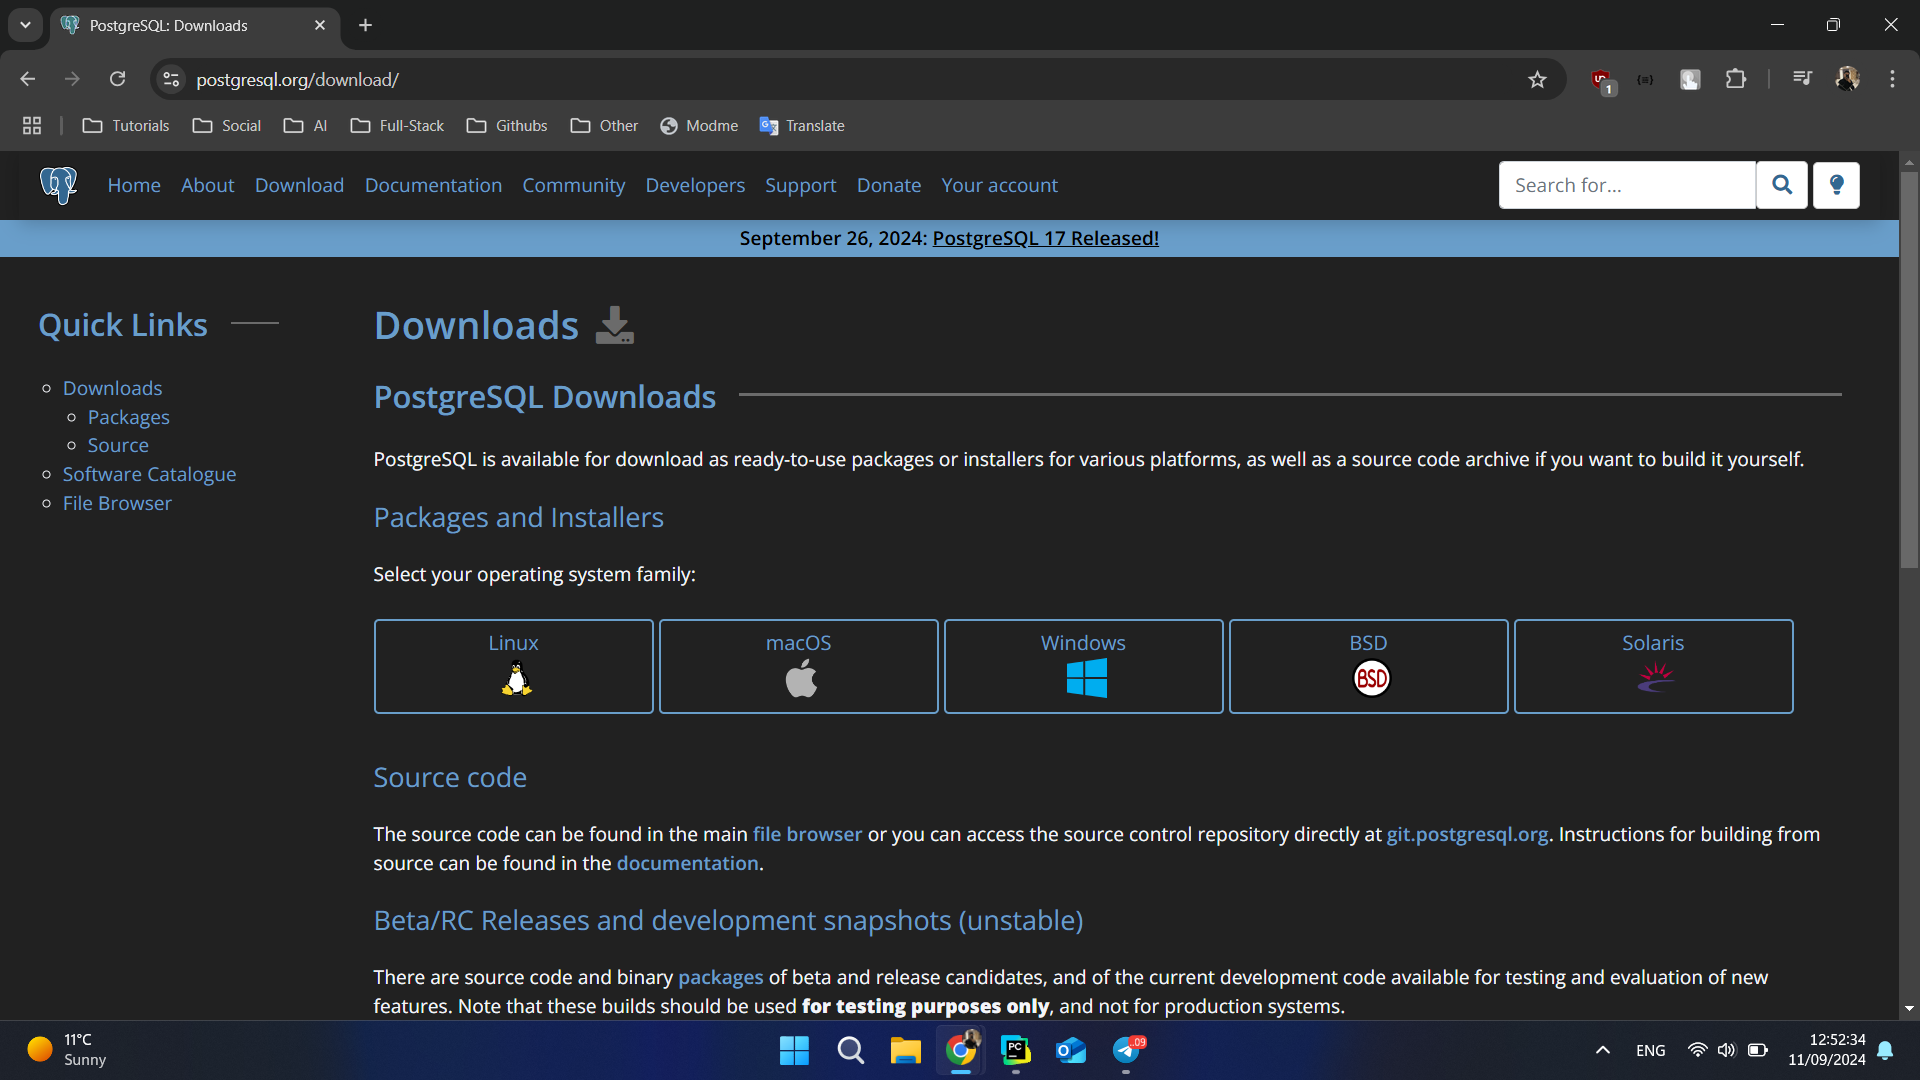 PostgreSQL: Downloads
postgresql.org/download/
1
Tutorials
Social
AI
Full-Stack
Githubs
Other
Modme
Translate
Home
About
Download
Documentation
Community
Developers
Support
Donate
Your account
Search for...
September 26, 2024: PostgreSQL 17 Released!
Quick Links
Downloads
Packages
Source
Software Catalogue
File Browser
Downloads
PostgreSQL Downloads
PostgreSQL is available for download as ready-to-use packages or installers for various platforms, as well as a source code archive if you want to build it yourself.
Packages and Installers
Select your operating system family:
Linux
macOS
Windows
BSD
BSD
Solaris
Source code
The source code can be found in the main file browser or you can access the source control repository directly at git.postgresql.org. Instructions for building from
source can be found in the documentation.
Beta/RC Releases and development snapshots (unstable)
There are source code and binary packages of beta and release candidates, and of the current development code available for testing and evaluation of new
features. Note that these builds should be used for testing purposes only, and not for production systems.
11°C
Sunny
PC
.09
ENG
12:52:34
11/09/2024